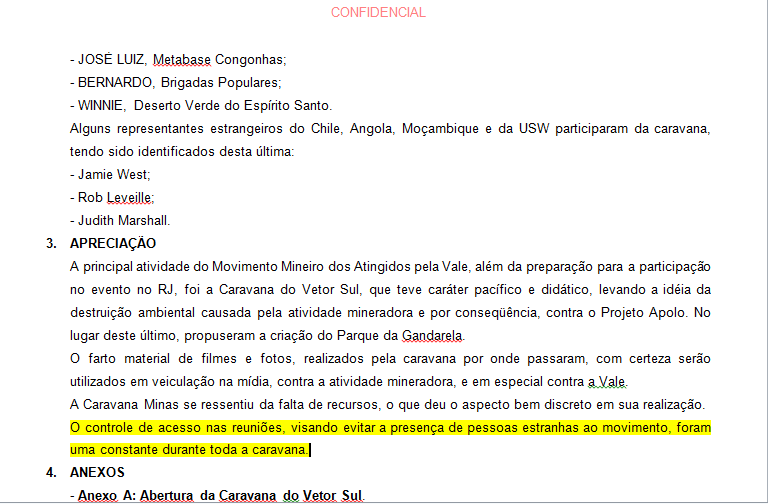 CONFIDENCIAL
- JOSÉ LUIZ, Metabase Congonhas;
- BERNARDO, Brigadas Populares;
- WINNIE, Deserto Verde do Espírito Santo.
Alguns representantes estrangeiros do Chile, Angola, Moçambique e da USW participaram da caravana,
tendo sido identificados desta última:
- Jamie West;
- Rob Leveille;
- Judith Marshall.
3. APRECIAÇÃO
A principal atividade do Movimento Mineiro dos Atingidos pela Vale, além da preparação para a participação
no evento no RJ, foi a Caravana do Vetor Sul, que teve caráter pacífico e didático, levando a idéia da
destruição ambiental causada pela atividade mineradora e por conseqüência, contra o Projeto Apolo. No
lugar deste último, propuseram a criação do Parque da Gandarela.
O farto material de filmes e fotos, realizados pela caravana por onde passaram, com certeza serão
utilizados em veiculação na mídia, contra a atividade mineradora, e em especial contra a Vale.
A Caravana Minas se ressentiu da falta de recursos, o que deu o aspecto bem discreto em sua realização.
O controle de acesso nas reuniões, visando evitar a presença de pessoas estranhas ao movimento, foram
uma constante durante toda a caravana.
4. ANEXOS
- Anexo A: Abertura da Caravana do Vetor Sul.